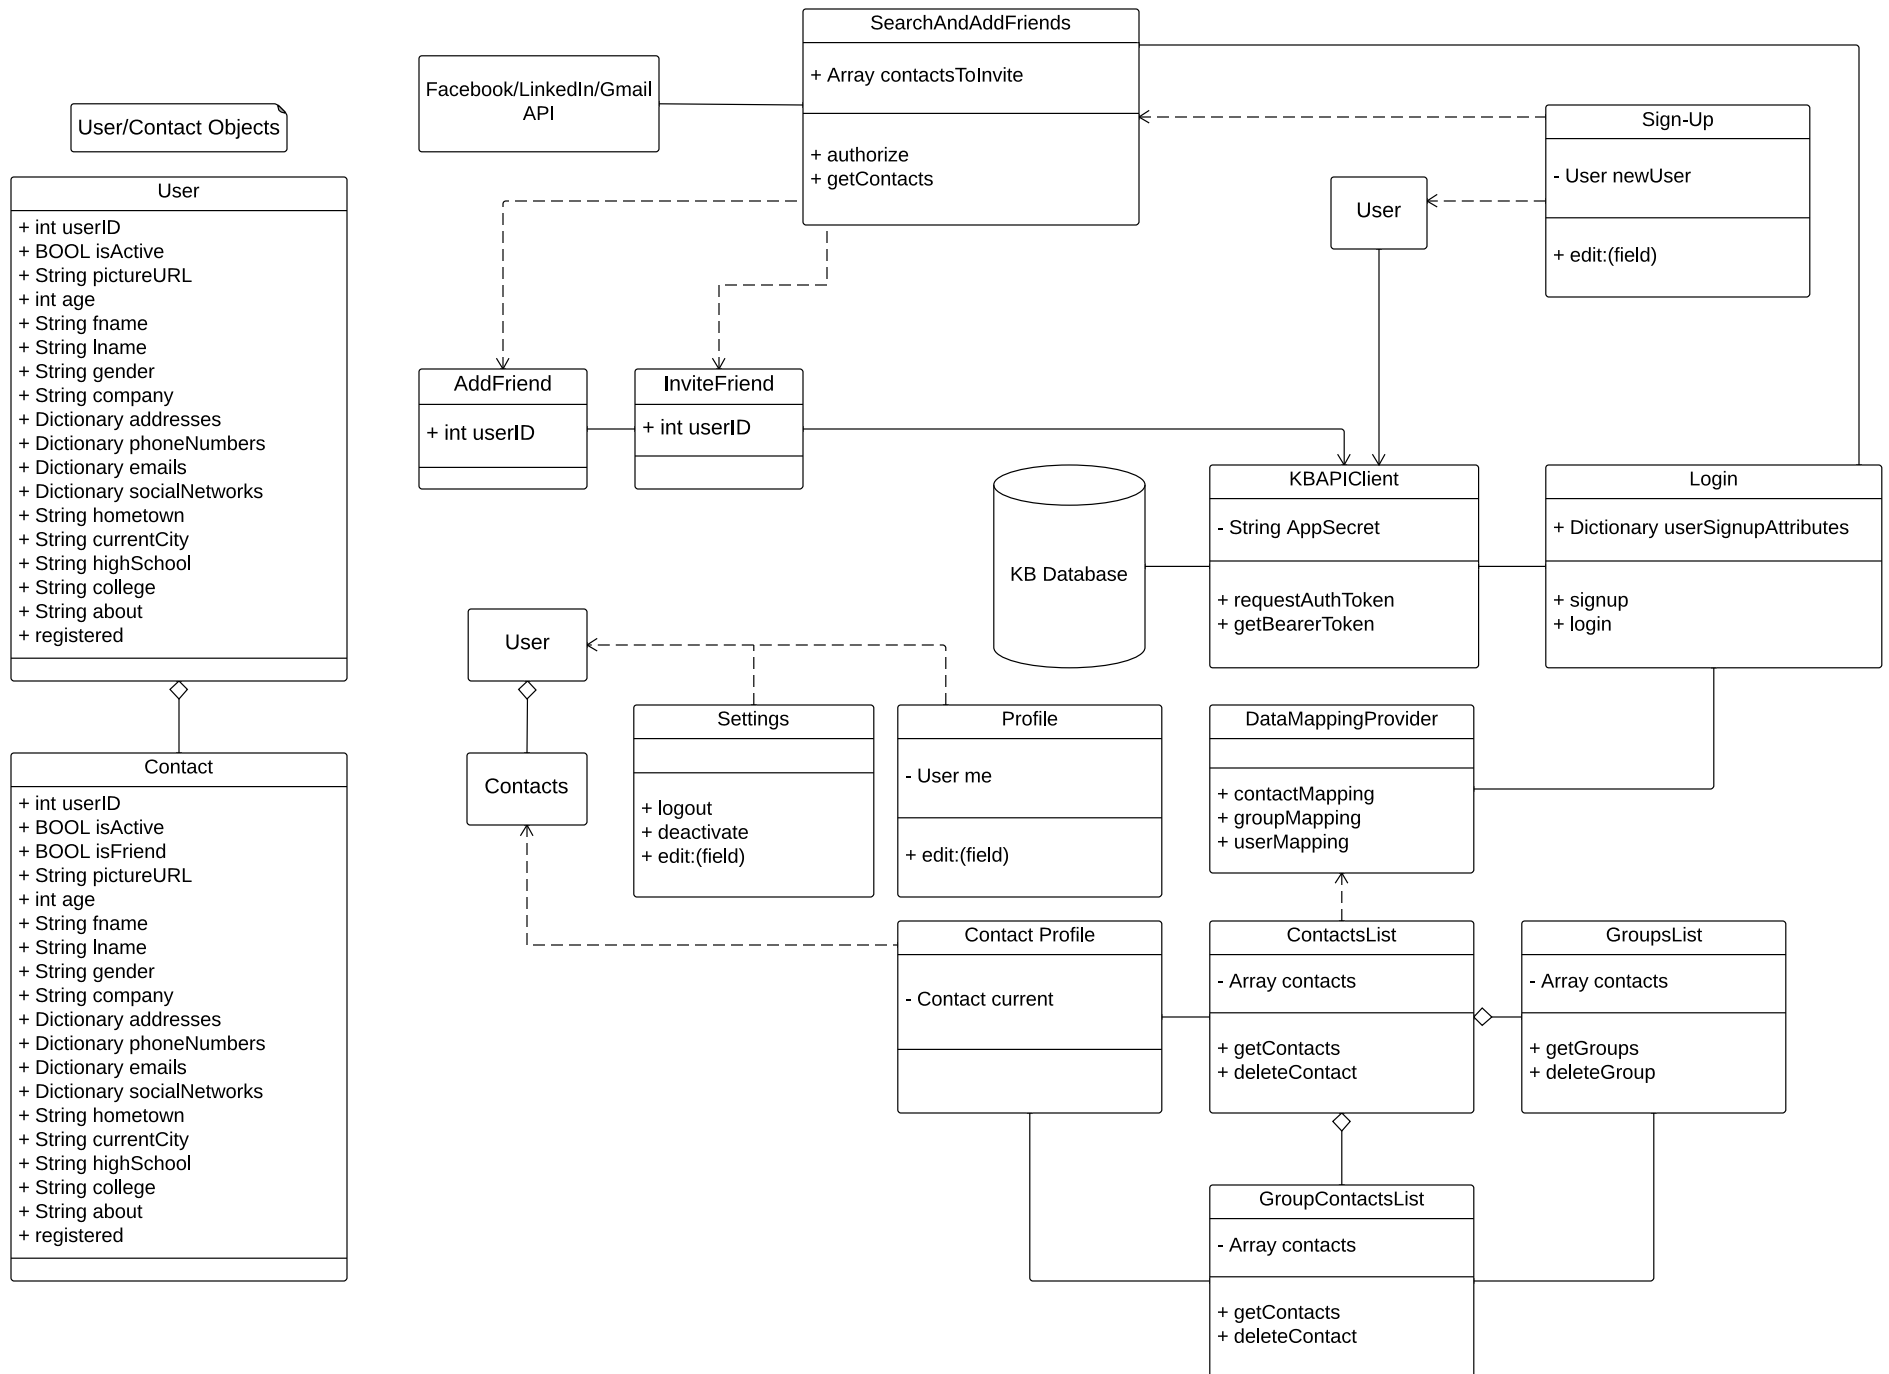 SearchAndAddFriends
+ Array contactsToInvite
+ authorize
+ getContacts
Facebook/LinkedIn/Gmail
API
User/Contact Objects
Sign-Up
- User newUser
+ edit:(field)
User
User
+ int userID
+ BOOL isActive
+ String pictureURL
+ int age
+ String fname
+ String lname
+ String gender
+ String company
+ Dictionary addresses
+ Dictionary phoneNumbers
+ Dictionary emails
+ Dictionary socialNetworks
+ String hometown
+ String currentCity
+ String highSchool
+ String college
+ String about
+ registered
AddFriend
+ int userID
InviteFriend
+ int userID
KB Database
KBAPIClient
- String AppSecret
+ requestAuthToken
+ getBearerToken
Login
+ Dictionary userSignupAttributes
+ signup
+ login
User
Contacts
Settings
+ logout
+ deactivate
+ edit:(field)
Profile
- User me
+ edit:(field)
DataMappingProvider
+ contactMapping
+ groupMapping
+ userMapping
Contact
+ int userID
+ BOOL isActive
+ BOOL isFriend
+ String pictureURL
+ int age
+ String fname
+ String lname
+ String gender
+ String company
+ Dictionary addresses
+ Dictionary phoneNumbers
+ Dictionary emails
+ Dictionary socialNetworks
+ String hometown
+ String currentCity
+ String highSchool
+ String college
+ String about
+ registered
Contact Profile
- Contact current
ContactsList
- Array contacts
+ getContacts
+ deleteContact
GroupsList
- Array contacts
+ getGroups
+ deleteGroup
GroupContactsList
- Array contacts
+ getContacts
+ deleteContact